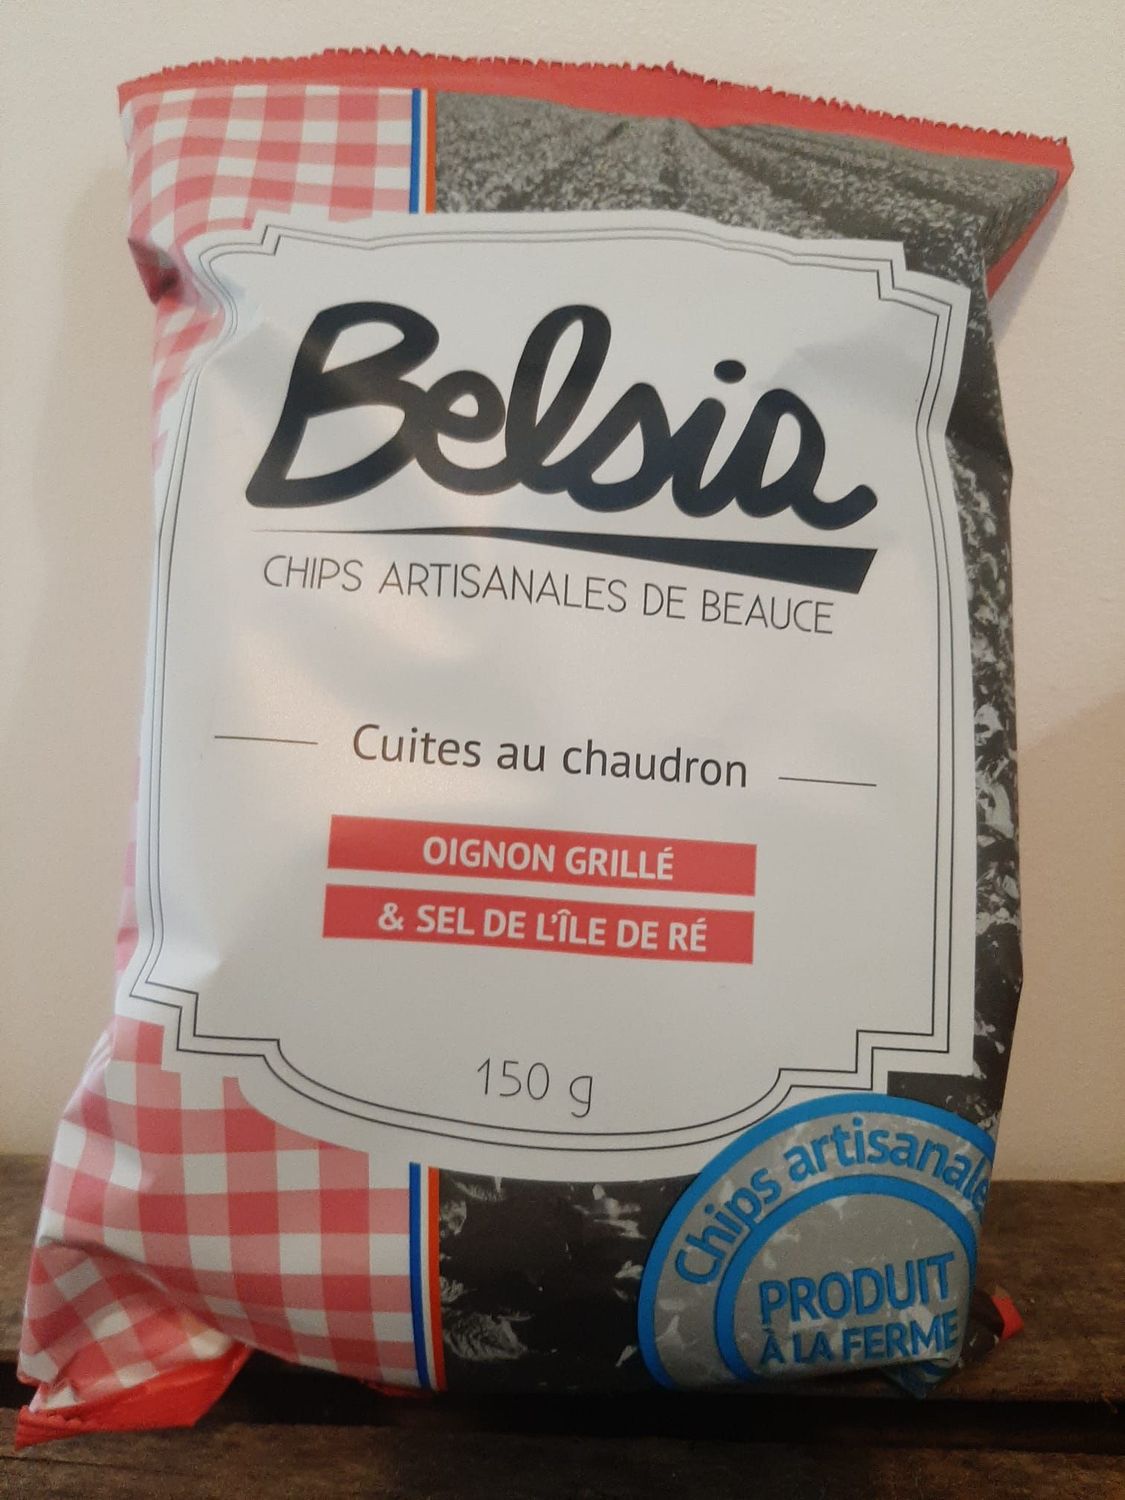 Belsia
CHIPS ARTISANALES DE BEAUCE
Cuites au chaudron
OIGNON GRILLÉ
& SEL DE L'ÎLE DE RÉ
150 g
Chips artisanale
PRODUIT
À LA FERME